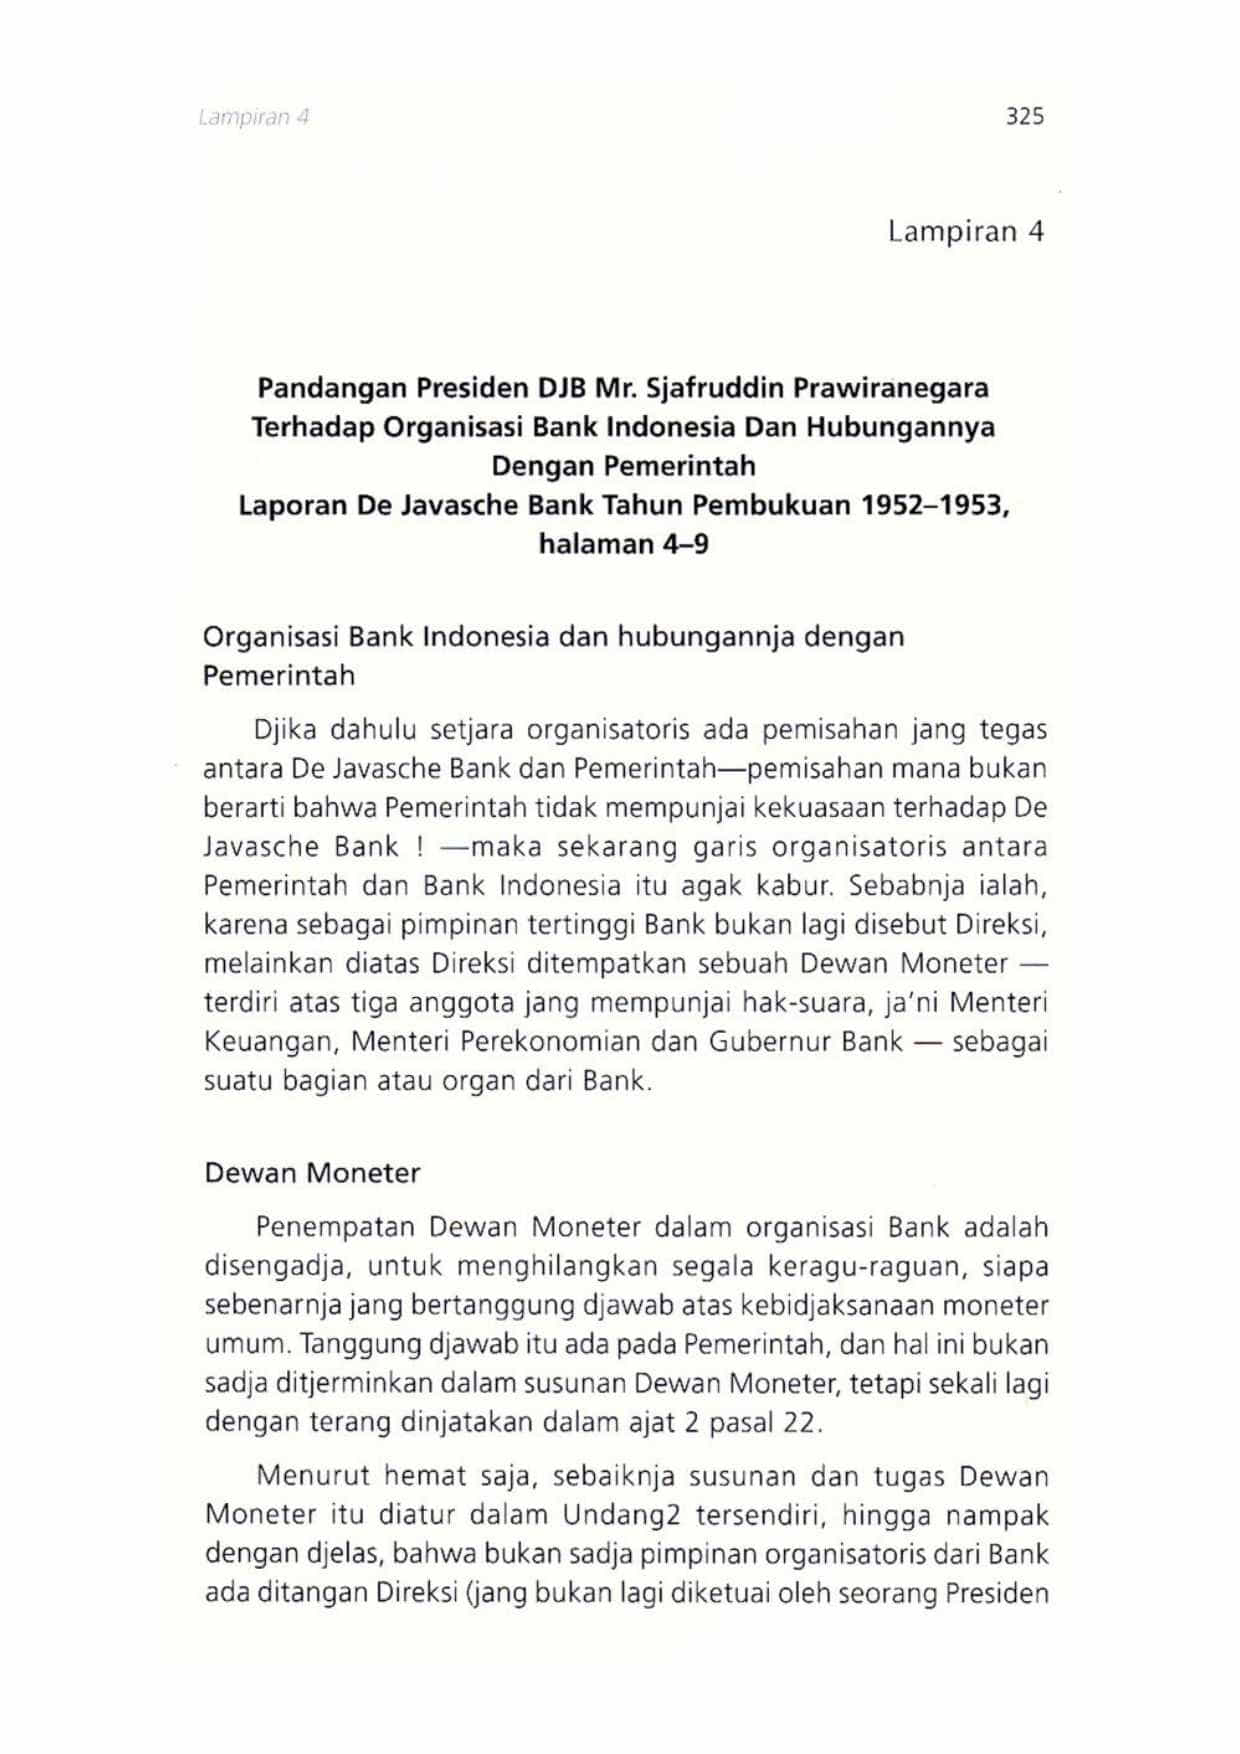 Lampiran 4
325
Lampiran 4
Pandangan Presiden DJB Mr. Sjafruddin Prawiranegara
Terhadap Organisasi Bank Indonesia Dan Hubungannya
Dengan Pemerintah
Laporan De Javasche Bank Tahun Pembukuan 1952–1953,
halaman 4–9
Organisasi Bank Indonesia dan hubungannja dengan
Pemerintah
Djika dahulu setjara organisatoris ada pemisahan jang tegas
antara De Javasche Bank dan Pemerintah—pemisahan mana bukan
berarti bahwa Pemerintah tidak mempunjai kekuasaan terhadap De
Javasche Bank ! —maka sekarang garis organisatoris antara
Pemerintah dan Bank Indonesia itu agak kabur. Sebabnja ialah,
karena sebagai pimpinan tertinggi Bank bukan lagi disebut Direksi,
melainkan diatas Direksi ditempatkan sebuah Dewan Moneter —
terdiri atas tiga anggota jang mempunjai hak-suara, ja'ni Menteri
Keuangan, Menteri Perekonomian dan Gubernur Bank — sebagai
suatu bagian atau organ dari Bank.
Dewan Moneter
Penempatan Dewan Moneter dalam organisasi Bank adalah
disengadja, untuk menghilangkan segala keragu-raguan, siapa
sebenarnja jang bertanggung djawab atas kebidjaksanaan moneter
umum. Tanggung djawab itu ada pada Pemerintah, dan hal ini bukan
sadja ditjerminkan dalam susunan Dewan Moneter, tetapi sekali lagi
dengan terang dinjatakan dalam ajat 2 pasal 22.
Menurut hemat saja, sebaiknja susunan dan tugas Dewan
Moneter itu diatur dalam Undang2 tersendiri, hingga nampak
dengan djelas, bahwa bukan sadja pimpinan organisatoris dari Bank
ada ditangan Direksi (jang bukan lagi diketuai oleh seorang Presiden